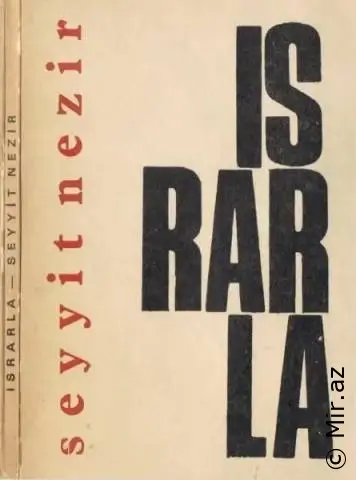 ISRARLA — SEYYİT NEZİR
seyyit nezir
IS
RAR
LA
© Mir.az